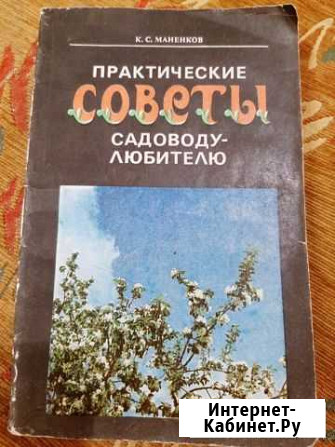 К. С. МАНЕНКОВ
ПРАКТИЧЕСКИЕ
СОВЕТЫ
САДОВОДУ-
ЛЮБИТЕЛЮ
Интернет-
Кабинет.Ру